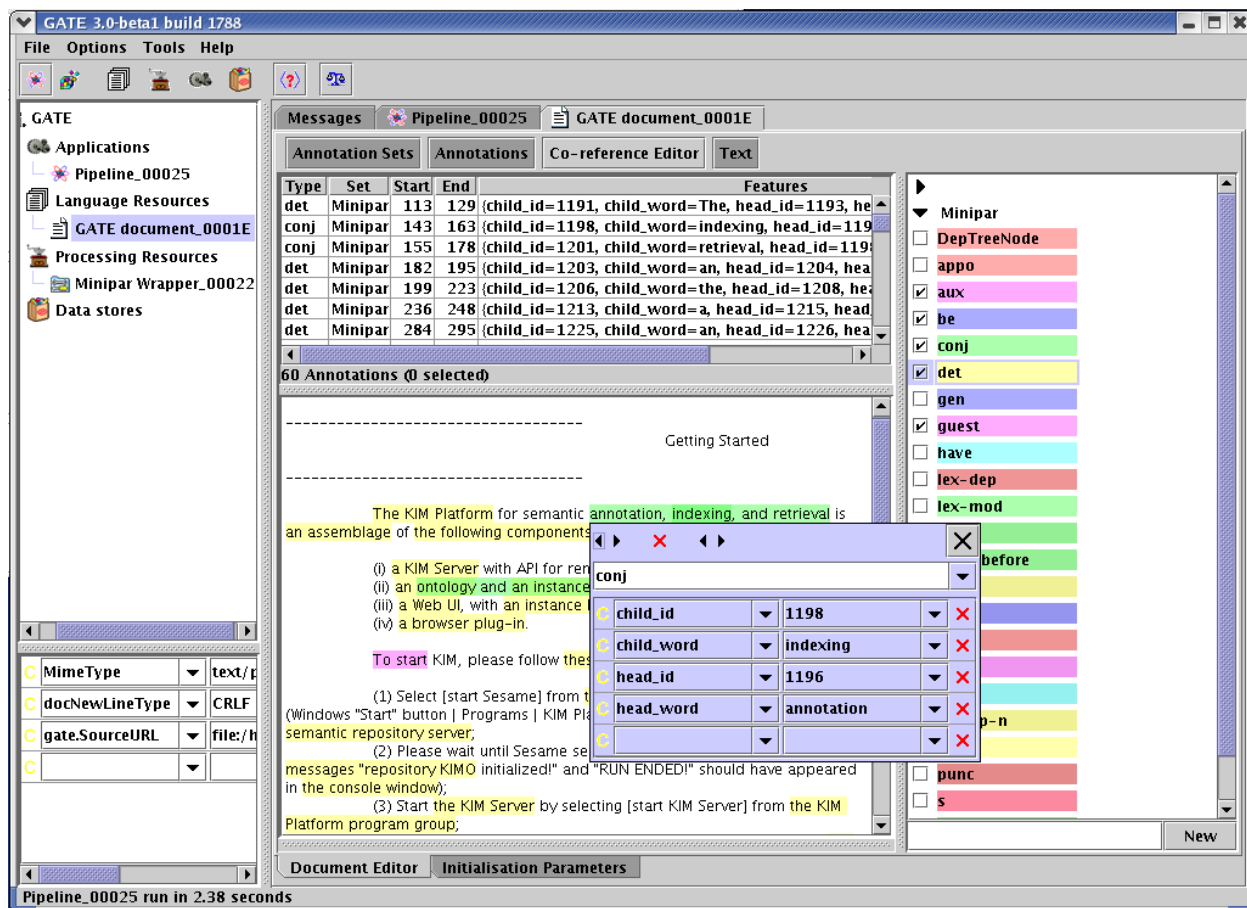 GATE 3.0-beta1 build 1788
File Options Tools Help
GATE
Applications
Pipeline_00025
Language Resources
GATE document_0001E
Processing Resources
Minipar Wrapper_00022
Data stores
MimeType text/p
docNewLineType CRLF
gate.SourceURL file:/h
Messages Pipeline_00025 GATE document_0001E
Annotation Sets Annotations Co-reference Editor Text
Type Set Start End Features
det Minipar 113 129 {child_id=1191, child_word=The, head_id=1193, he
conj Minipar 143 163 {child_id=1198, child_word=indexing, head_id=119
conj Minipar 155 178 {child_id=1201, child_word=retrieval, head_id=119
det Minipar 182 195 {child_id=1203, child_word=an, head_id=1204, hea
det Minipar 199 223 {child_id=1206, child_word=the, head_id=1208, hea
det Minipar 236 248 {child_id=1213, child_word=a, head_id=1215, head
det Minipar 284 295 {child_id=1225, child_word=an, head_id=1226, hea
60 Annotations (0 selected)
----------------------------------
Getting Started
----------------------------------
The KIM Platform for semantic annotation, indexing, and retrieval is
an assemblage of the following components
(i) a KIM Server with API for rem
(ii) an ontology and an instance
(iii) a Web UI, with an instance
(iv) a browser plug-in.
To start KIM, please follow thes
(1) Select [start Sesame] from
(Windows "Start" button | Programs | KIM Pla
semantic repository server;
(2) Please wait until Sesame se
messages "repository KIMO initialized!" and "RUN ENDED!" should have appeared
in the console window);
(3) Start the KIM Server by selecting [start KIM Server] from the KIM
Platform program group;
conj
child_id 1198
child_word indexing
head_id 1196
head_word annotation
Minipar
DepTreeNode
appo
aux
be
conj
det
gen
guest
have
lex-dep
lex-mod
before
p-n
punc
s
New
Document Editor Initialisation Parameters
Pipeline_00025 run in 2.38 seconds